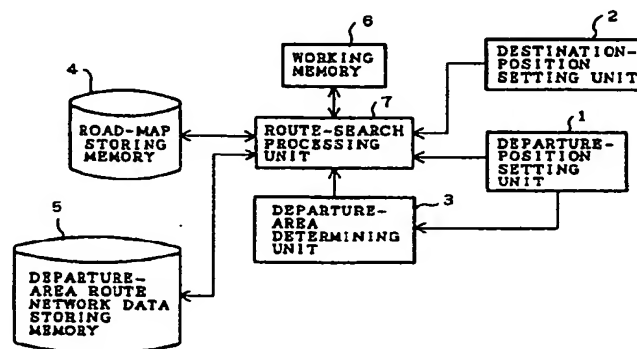 6
WORKING
MEMORY
2
DESTINATION-
POSITION
SETTING UNIT
4
ROAD-MAP
STORING
MEMORY
7
ROUTE-SEARCH
PROCESSING
UNIT
1
DEPARTURE-
POSITION
SETTING
UNIT
3
DEPARTURE-
AREA
DETERMINING
UNIT
5
DEPARTURE-
AREA ROUTE
NETWORK DATA
STORING
MEMORY